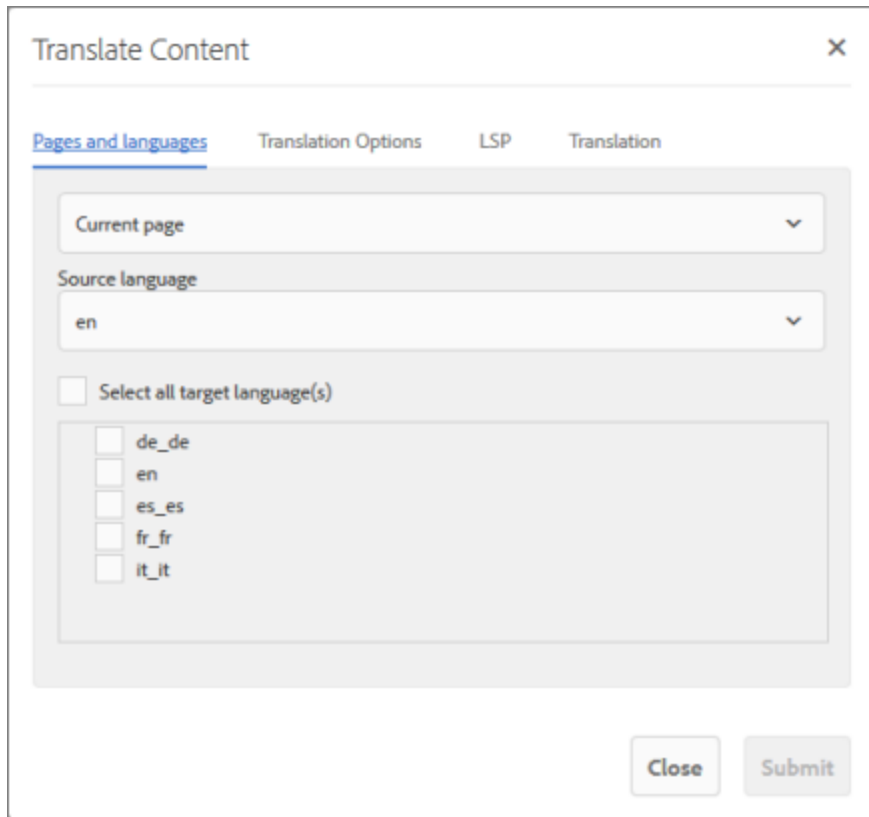 Translate Content
Pages and languages Translation Options LSP Translation
Current page
Source language
en
Select all target language(s)
de_de
en
es_es
fr_fr
it_it
Close Submit